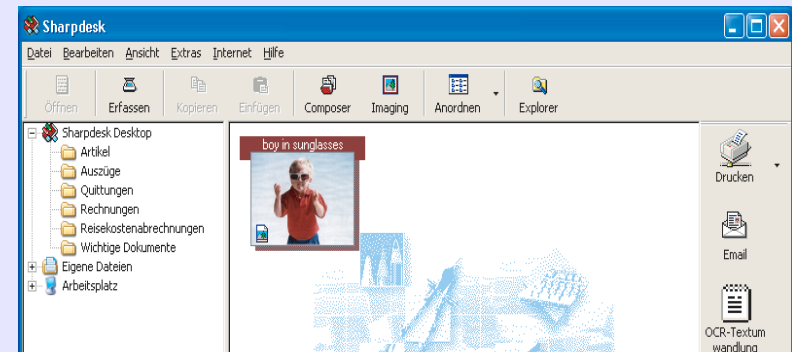 Sharpdesk
Datei Bearbeiten Ansicht Extras Internet Hilfe
Öffnen Erfassen Kopieren Einfügen Composer Imaging Anordnen Explorer
Sharpdesk Desktop
Artikel
Auszüge
Quittungen
Rechnungen
Reisekostenabrechnungen
Wichtige Dokumente
Eigene Dateien
Arbeitsplatz
boy in sunglasses
Drucken
Email
OCR-Textum
wandlung